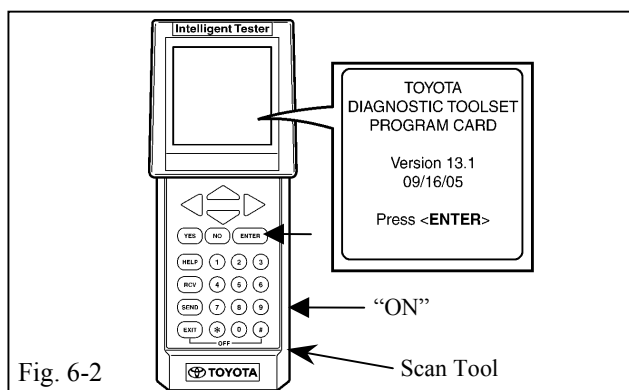 Intelligent Tester
TOYOTA
DIAGNOSTIC TOOLSET
PROGRAM CARD
Version 13.1
09/16/05
Press <ENTER>
YES NO ENTER
HELP 1 2 3
RCV 4 5 6
SEND 7 8 9
EXIT * 0 #
OFF
“ON”
Scan Tool
TOYOTA
Fig. 6-2